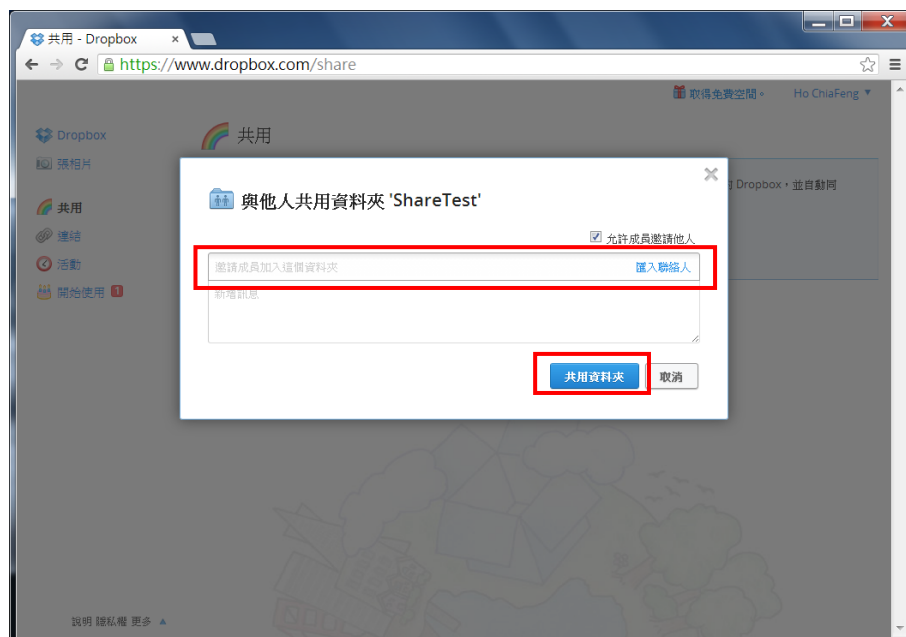 共用 - Dropbox
https://www.dropbox.com/share
取得免費空間。 Ho ChiaFeng
Dropbox
張相片
共用
連結
活動
開始使用 1
共用
Dropbox,並自動同
與他人共用資料夾 'ShareTest'
允許成員邀請他人
邀請成員加入這個資料夾 匯入聯絡人
新增訊息
共用資料夾 取消
說明 隱私權 更多